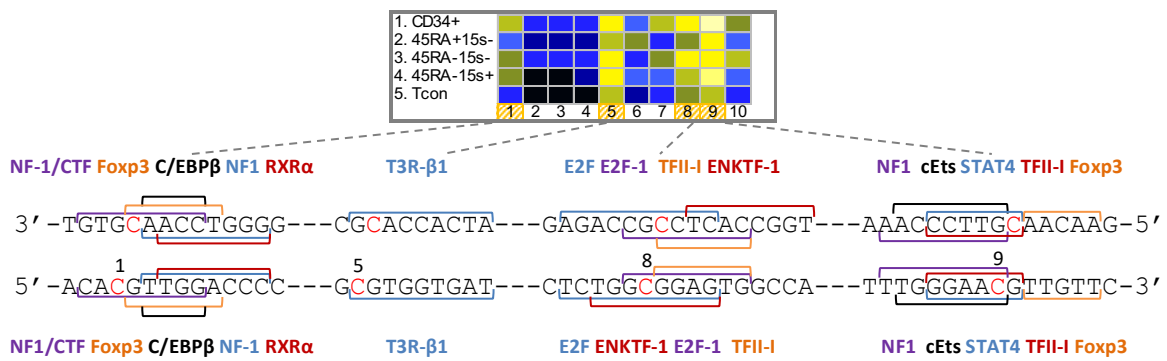 1. CD34+
2. 45RA+15s-
3. 45RA-15s-
4. 45RA-15s+
5. Tcon
1 2 3 4 5 6 7 8 9 10
NF-1/CTF Foxp3 C/EBPβ NF1 RXRα T3R-β1 E2F E2F-1 TFII-I ENKTF-1 NF1 cEts STAT4 TFII-I Foxp3
3’-TGTGCAACCTGGGG---CGCACCACTA---GAGACCGCCTCACCGGT---AAACCCTTGCAACAAG-5’
1 5 8 9
5’-ACACGTTGGACCCC---GCGTGGTGAT---CTCTGGCGGAGTGGCCA---TTTGGGAACGTTGTTC-3’
NF1/CTF Foxp3 C/EBPβ NF-1 RXRα T3R-β1 E2F ENKTF-1 E2F-1 TFII-I NF1 cEts STAT4 TFII-I Foxp3